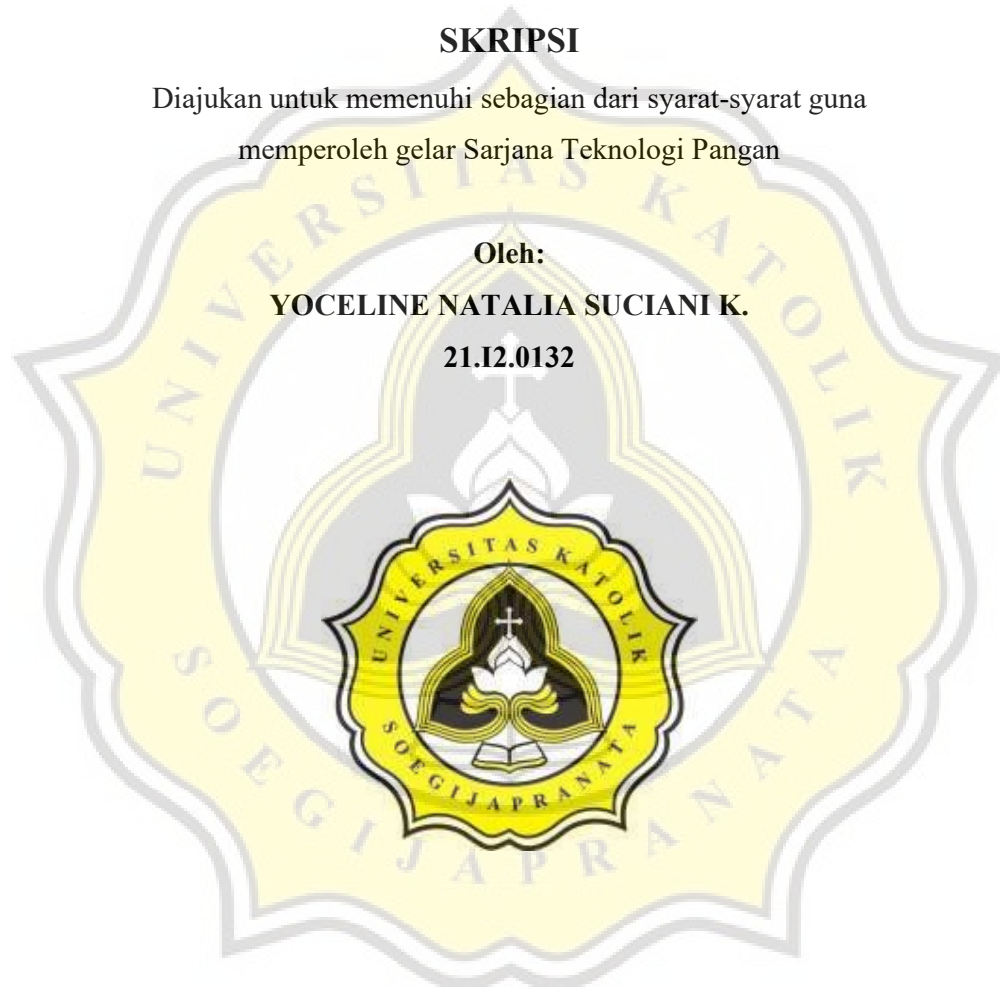 SKRIPSI
Diajukan untuk memenuhi sebagian dari syarat-syarat guna
memperoleh gelar Sarjana Teknologi Pangan
Oleh:
YOCELINE NATALIA SUCIANI K.
21.I2.0132
UNIVERSITAS KATOLIK
SOEGIJAPRANATA
UNIVERSITAS KATOLIK
SOEGIJAPRANATA